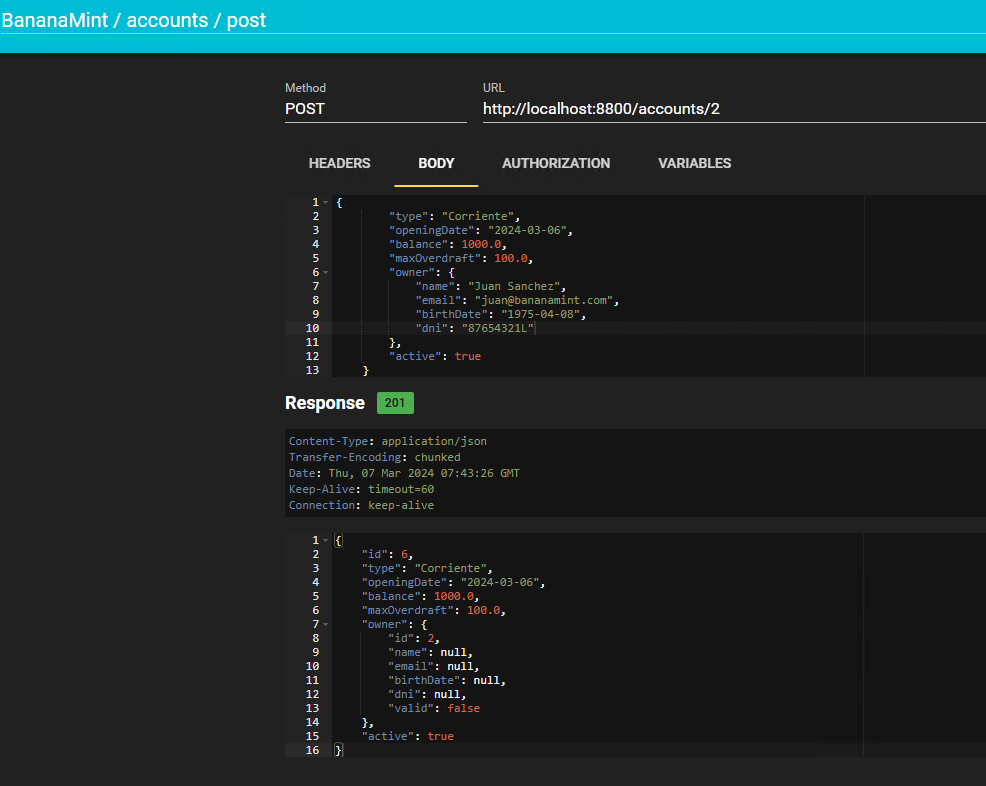 BananaMint / accounts / post
Method
POST
URL
http://localhost:8800/accounts/2
HEADERS BODY AUTHORIZATION VARIABLES
1 {
2 "type": "Corriente",
3 "openingDate": "2024-03-06",
4 "balance": 1000.0,
5 "maxOverdraft": 100.0,
6 "owner": {
7 "name": "Juan Sanchez",
8 "email": "juan@bananamint.com",
9 "birthDate": "1975-04-08",
10 "dni": "87654321L"
11 },
12 "active": true
13 }
Response 201
Content-Type: application/json
Transfer-Encoding: chunked
Date: Thu, 07 Mar 2024 07:43:26 GMT
Keep-Alive: timeout=60
Connection: keep-alive
1 {
2 "id": 6,
3 "type": "Corriente",
4 "openingDate": "2024-03-06",
5 "balance": 1000.0,
6 "maxOverdraft": 100.0,
7 "owner": {
8 "id": 2,
9 "name": null,
10 "email": null,
11 "birthDate": null,
12 "dni": null,
13 "valid": false
14 },
15 "active": true
16 }